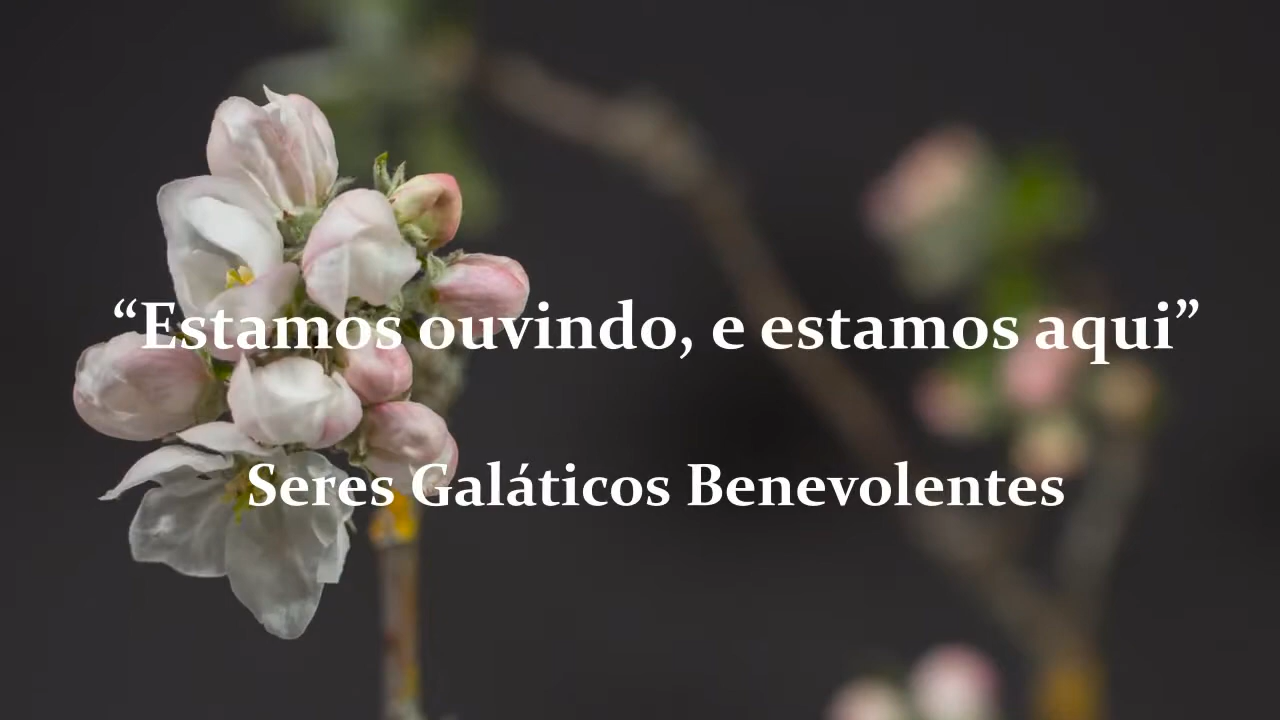 “Estamos ouvindo, e estamos aqui”
Seres Galáticos Benevolentes